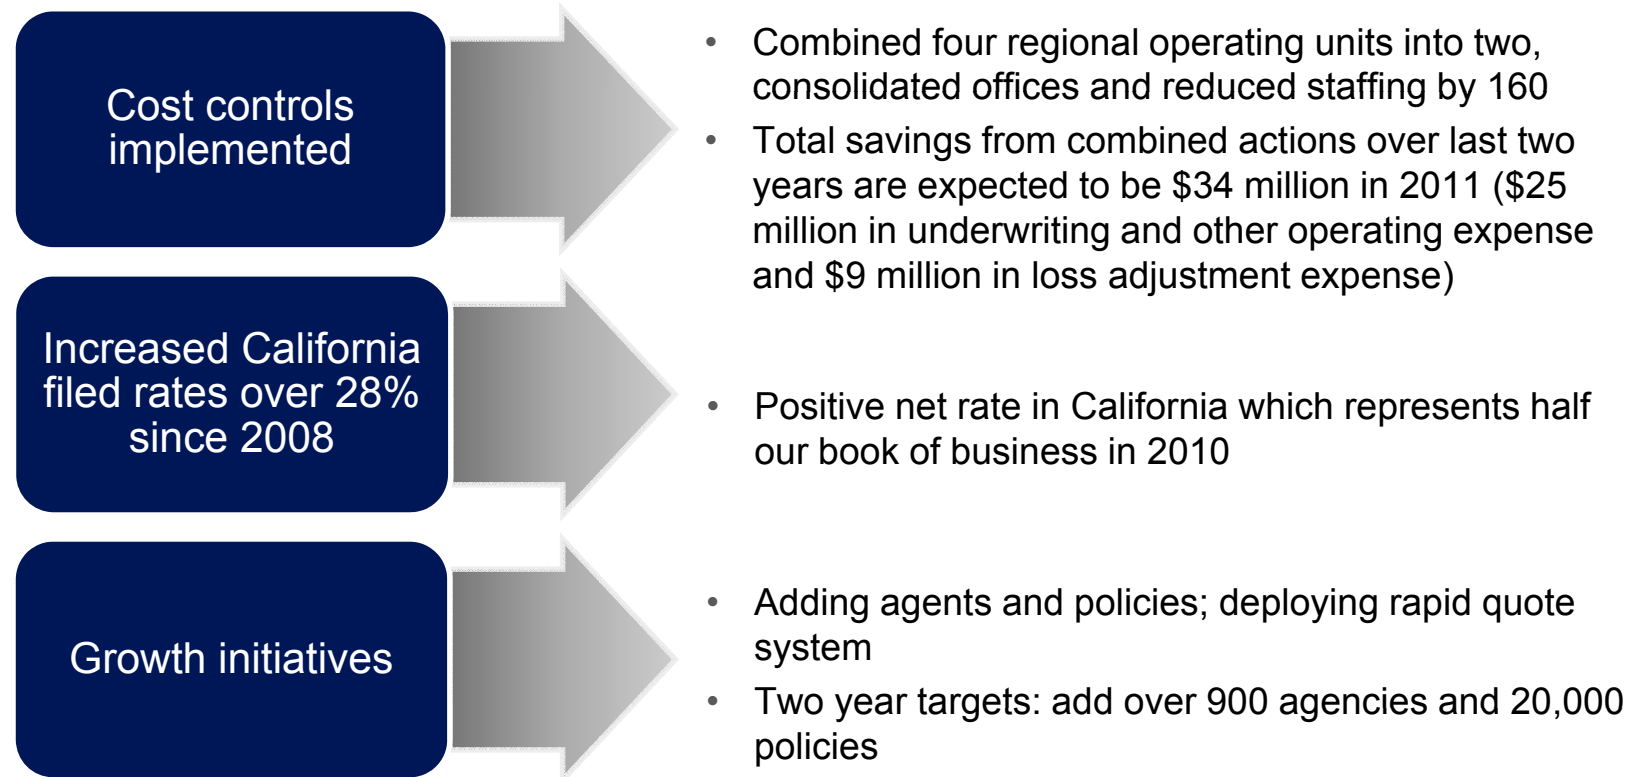 Cost controls
implemented
• Combined four regional operating units into two,
consolidated offices and reduced staffing by 160
• Total savings from combined actions over last two
years are expected to be $34 million in 2011 ($25
million in underwriting and other operating expense
and $9 million in loss adjustment expense)
Increased California
filed rates over 28%
since 2008
• Positive net rate in California which represents half
our book of business in 2010
Growth initiatives
• Adding agents and policies; deploying rapid quote
system
• Two year targets: add over 900 agencies and 20,000
policies